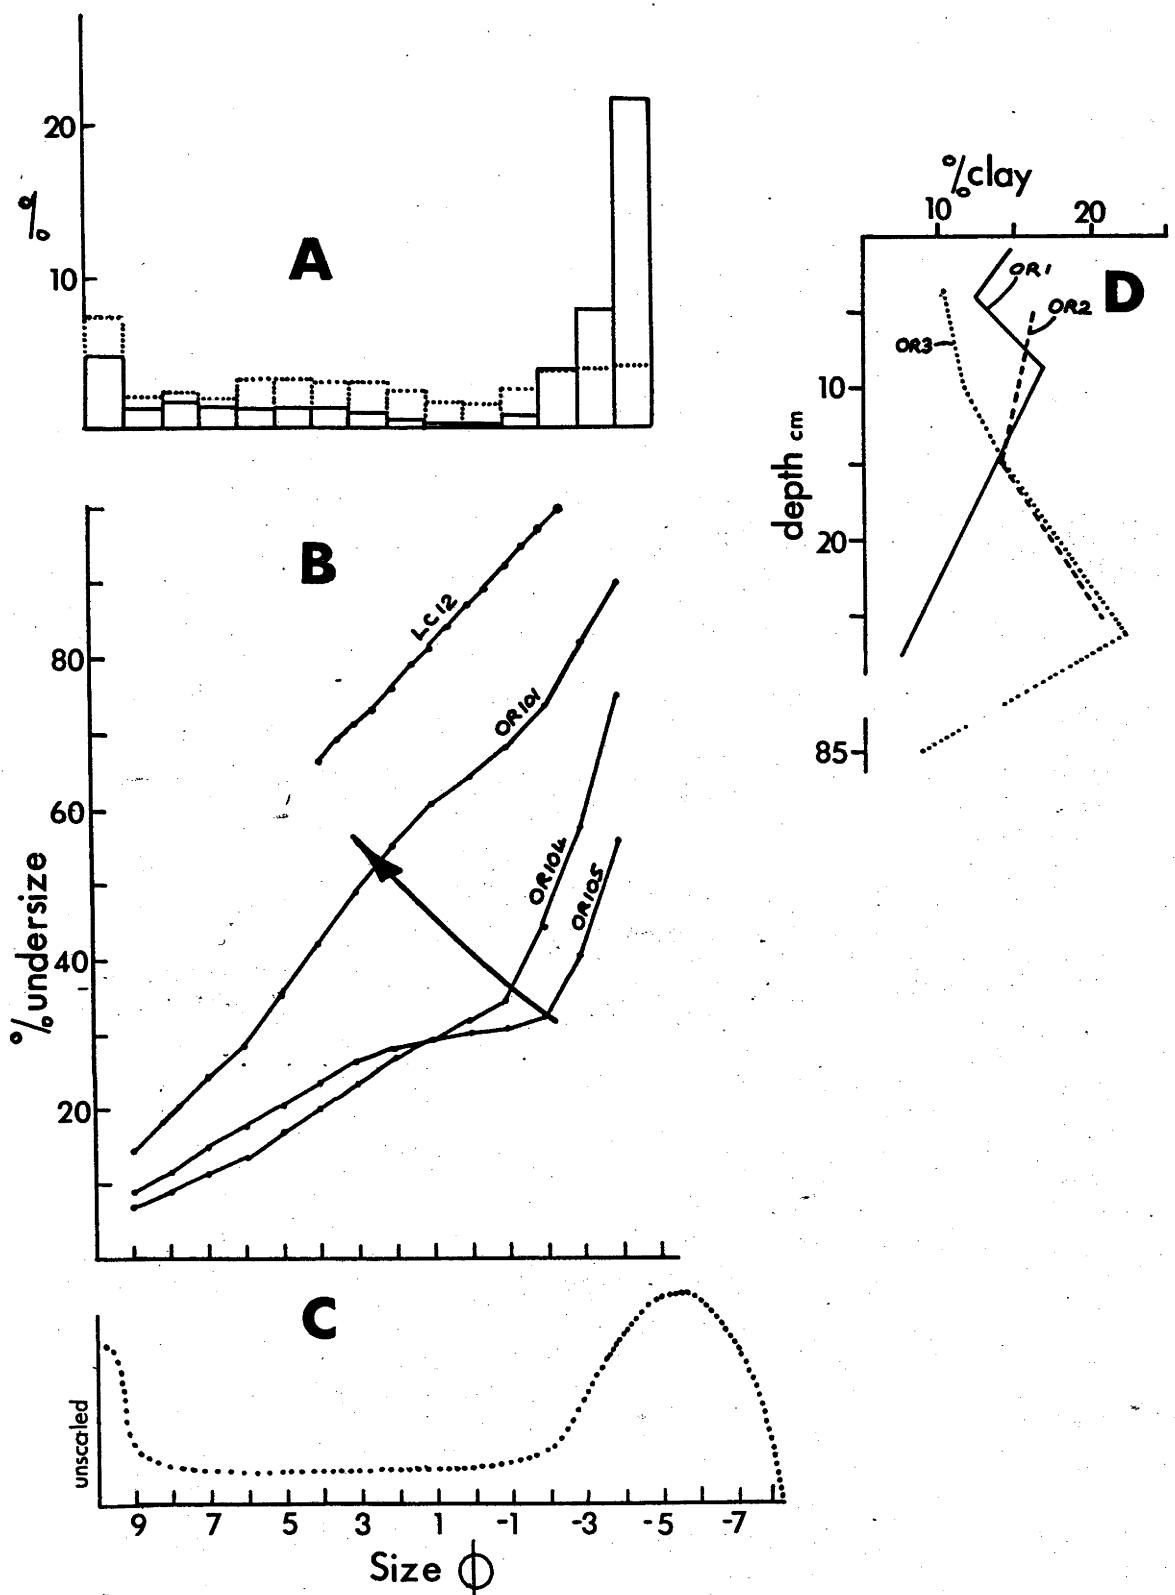 20
%
A
10
B
LC12
80
OR101
60
% undersize
OR104
OR105
40
20
C
unscaled
9 7 5 3 1 -1 -3 -5 -7
Size ϕ
%clay
10 20
OR1
D
OR2
OR3
10
depth cm
20
85